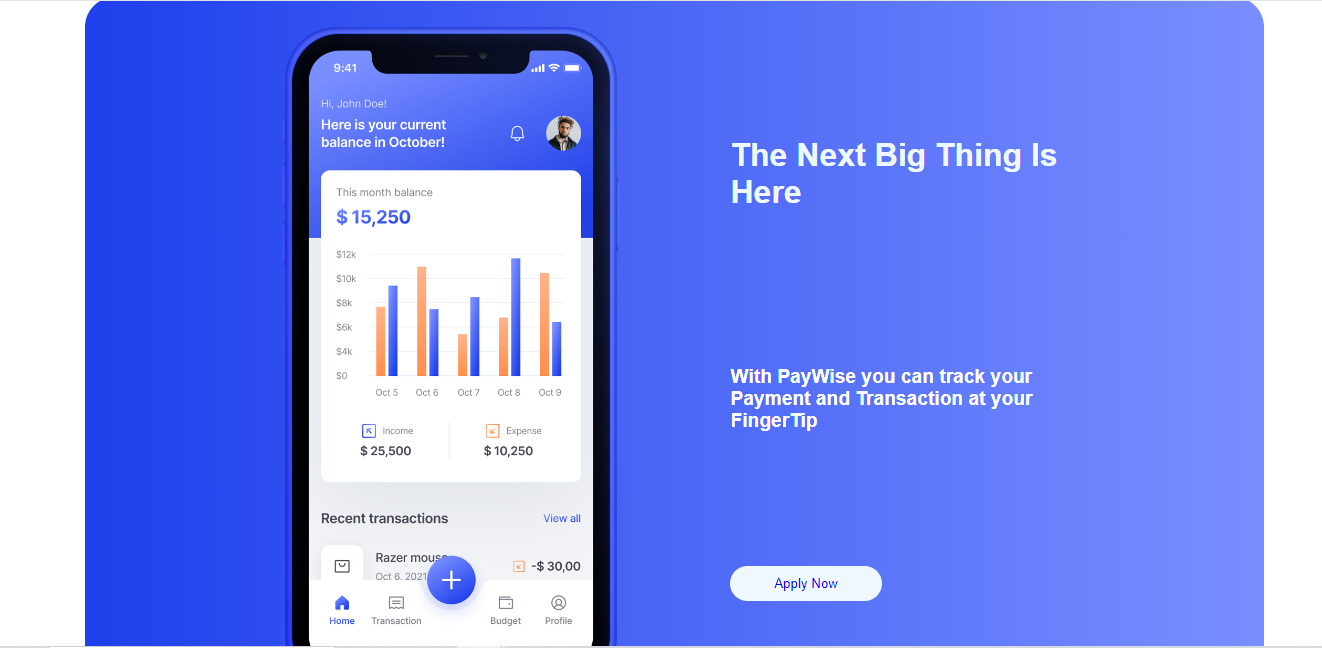 9:41
Hi, John Doe!
Here is your current
balance in October!
This month balance
$ 15,250
$12k
$10k
$8k
$6k
$4k
$0
Oct 5 Oct 6 Oct 7 Oct 8 Oct 9
Income Expense
$ 25,500 $ 10,250
Recent transactions View all
Razer mouse -$ 30,00
Oct 6, 2021
Home Transaction Budget Profile
The Next Big Thing Is
Here
With PayWise you can track your
Payment and Transaction at your
FingerTip
Apply Now